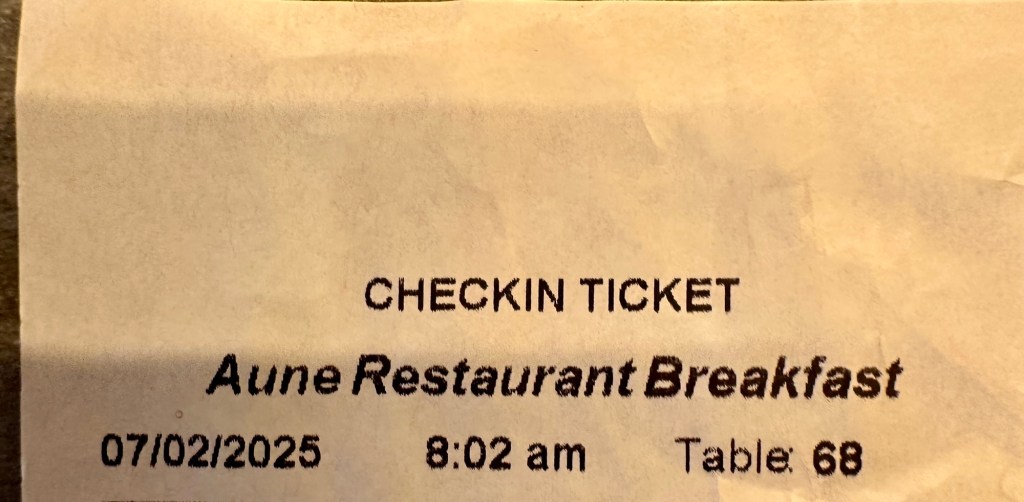 CHECKIN TICKET
Aune Restaurant Breakfast
07/02/2025 8:02 am Table: 68